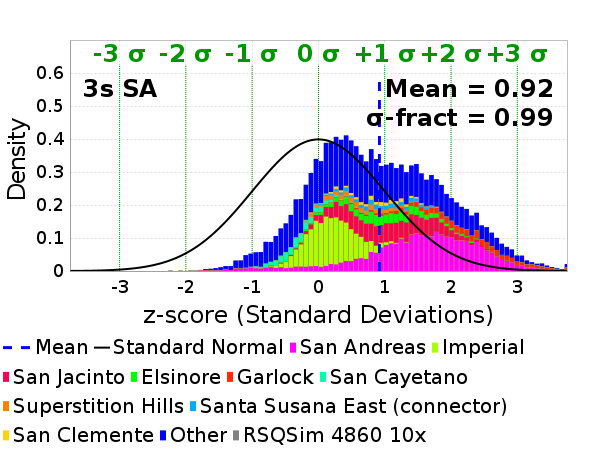 -3 σ -2 σ -1 σ 0 σ +1 σ +2 σ +3 σ
3s SA
Mean = 0.92
σ-fract = 0.99
0.6
0.5
0.4
0.3
0.2
0.1
0
Density
-3 -2 -1 0 1 2 3
z-score (Standard Deviations)
Mean Standard Normal San Andreas Imperial
San Jacinto Elsinore Garlock San Cayetano
Superstition Hills Santa Susana East (connector)
San Clemente Other RSQSim 4860 10x